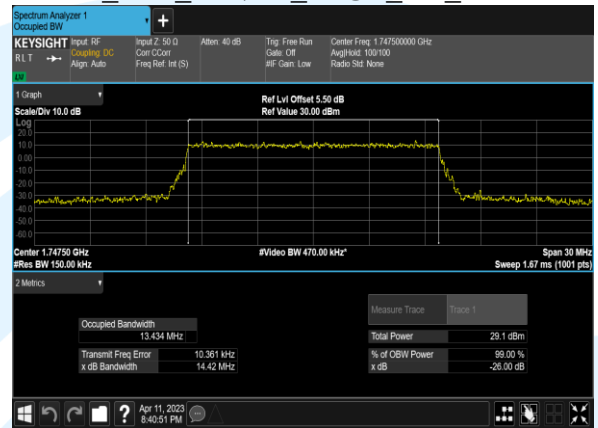 Spectrum Analyzer 1
Occupied BW
+
KEYSIGHT Input: RF Input Z: 50 Ω Atten: 40 dB Trig: Free Run Center Freq: 1.747500000 GHz
RLT Coupling: DC Corr CCorr Gate: Off Avg|Hold: 100/100
Align: Auto Freq Ref: Int (S) #IF Gain: Low Radio Std: None
1 Graph
Ref Lvl Offset 5.50 dB
Scale/Div 10.0 dB Ref Value 30.00 dBm
Log
20.0
10.0
0.00
-10.0
-20.0
-30.0
-40.0
-50.0
-60.0
Center 1.74750 GHz #Video BW 470.00 kHz* Span 30 MHz
#Res BW 150.00 kHz Sweep 1.67 ms (1001 pts)
2 Metrics
Measure Trace Trace 1
Occupied Bandwidth
13.434 MHz Total Power 29.1 dBm
Transmit Freq Error 10.361 kHz % of OBW Power 99.00 %
x dB Bandwidth 14.42 MHz x dB -26.00 dB
? Apr 11, 2023
8:40:51 PM